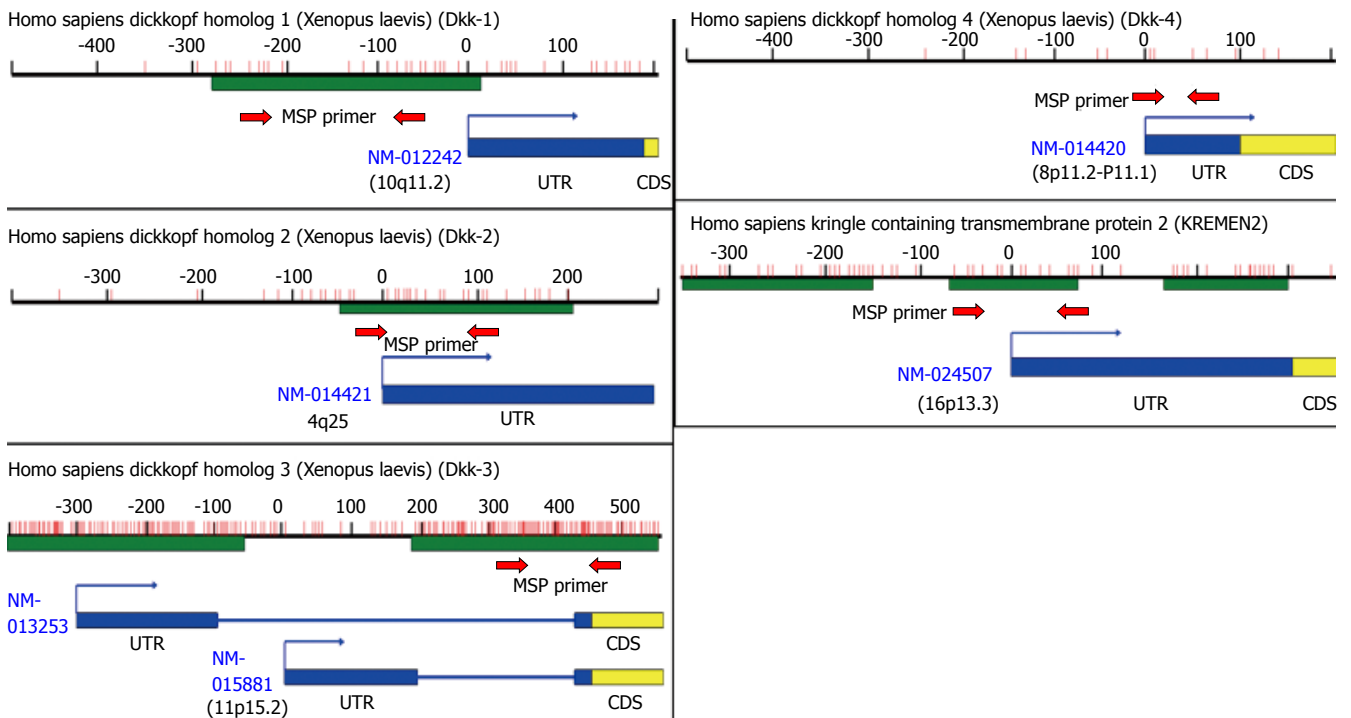 Homo sapiens dickkopf homolog 1 (Xenopus laevis) (Dkk-1)
-400 -300 -200 -100 0 100
MSP primer
NM-012242
(10q11.2) UTR CDS
Homo sapiens dickkopf homolog 2 (Xenopus laevis) (Dkk-2)
-300 -200 -100 0 100 200
MSP primer
NM-014421
4q25 UTR
Homo sapiens dickkopf homolog 3 (Xenopus laevis) (Dkk-3)
-300 -200 -100 0 100 200 300 400 500
MSP primer
NM-
013253
UTR CDS
NM-
015881
(11p15.2) UTR CDS
Homo sapiens dickkopf homolog 4 (Xenopus laevis) (Dkk-4)
-400 -300 -200 -100 0 100
MSP primer
NM-014420
(8p11.2-P11.1) UTR CDS
Homo sapiens kringle containing transmembrane protein 2 (KREMEN2)
-300 -200 -100 0 100
MSP primer
NM-024507
(16p13.3) UTR CDS